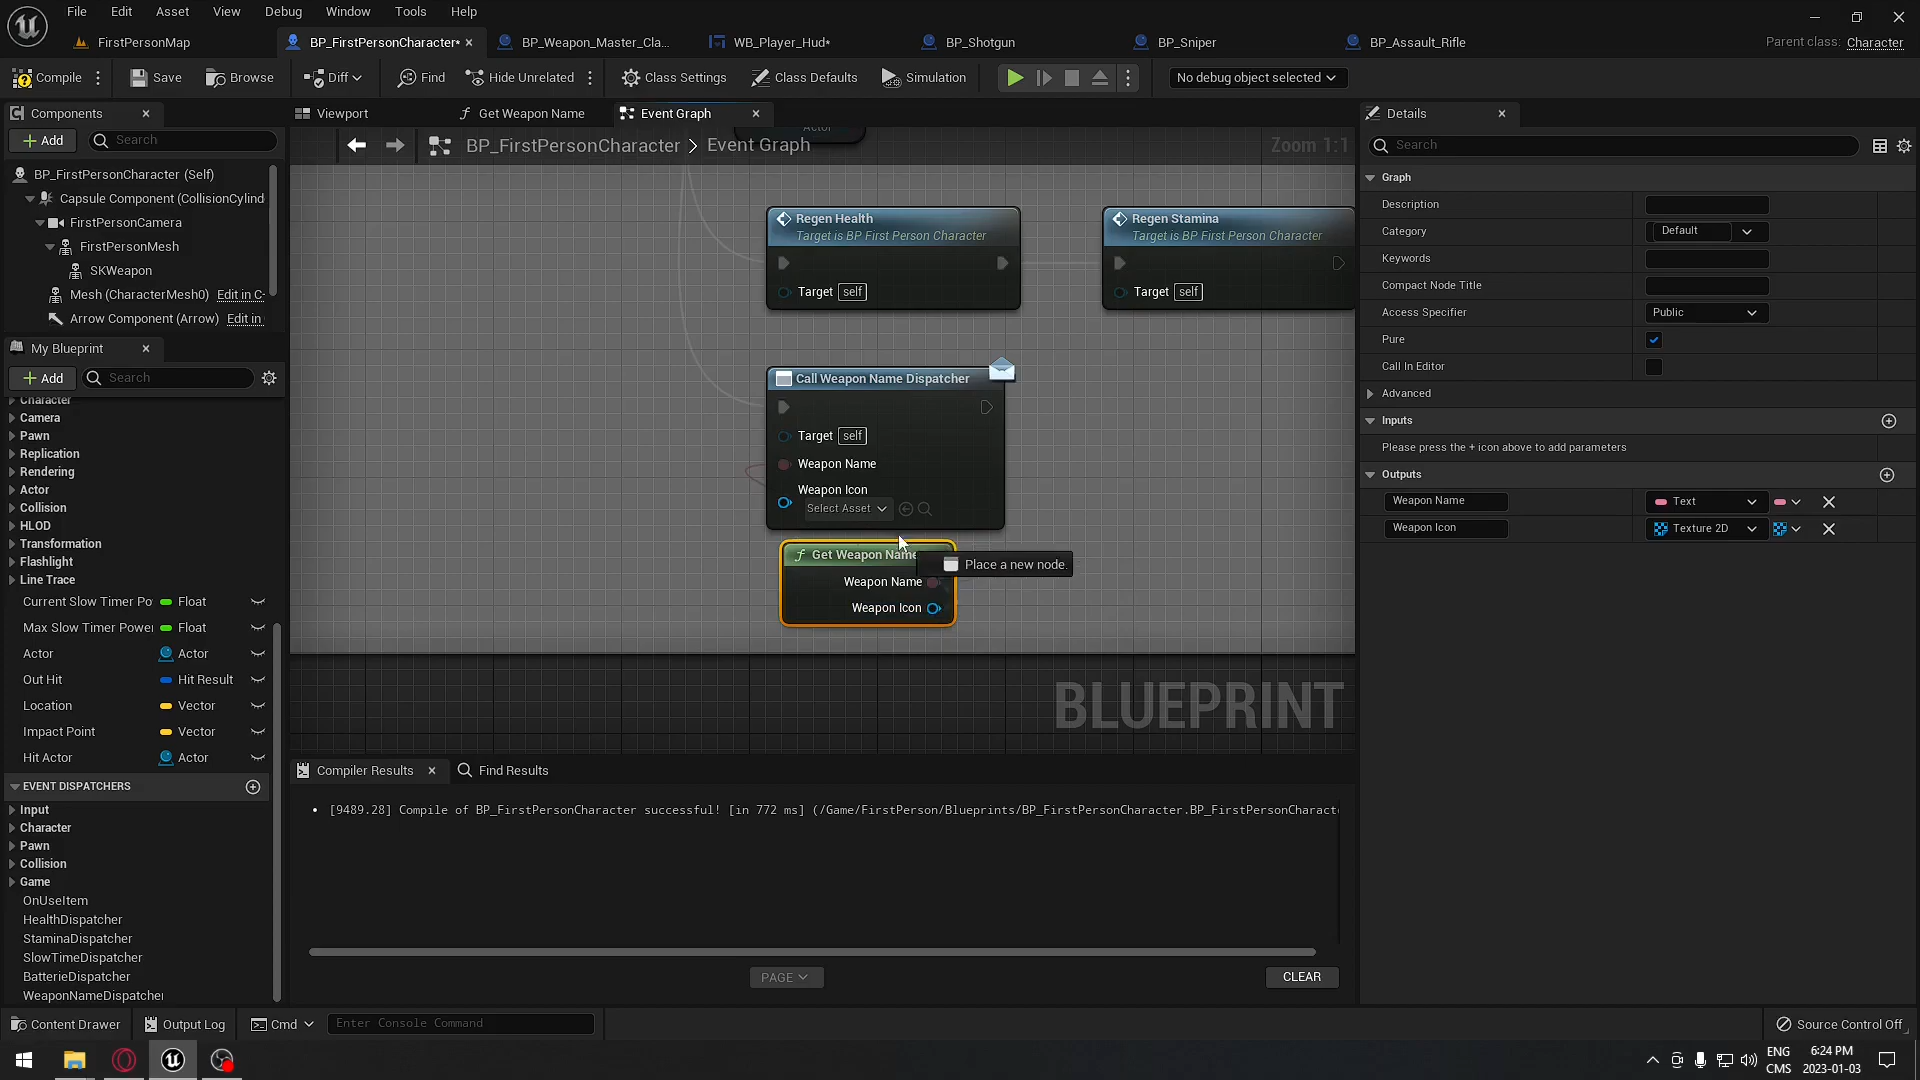 File Edit Asset View Debug Window Tools Help
FirstPersonMap BP_FirstPersonCharacter* BP_Weapon_Master_Cla... WB_Player_Hud* BP_Shotgun BP_Sniper BP_Assault_Rifle Parent class: Character
Compile Save Browse Diff Find Hide Unrelated Class Settings Class Defaults Simulation No debug object selected
Components
Add Search
BP_FirstPersonCharacter (Self)
Capsule Component (CollisionCylind
FirstPersonCamera
FirstPersonMesh
SKWeapon
Mesh (CharacterMesh0) Edit in C-
Arrow Component (Arrow) Edit in
My Blueprint
Add Search
Character
Camera
Pawn
Replication
Rendering
Actor
Collision
HLOD
Transformation
Flashlight
Line Trace
Current Slow Timer Po Float
Max Slow Timer Power Float
Actor Actor
Out Hit Hit Result
Location Vector
Impact Point Vector
Hit Actor Actor
EVENT DISPATCHERS
Input
Character
Pawn
Collision
Game
OnUseItem
HealthDispatcher
StaminaDispatcher
SlowTimeDispatcher
BatterieDispatcher
WeaponNameDispatcher
Viewport Get Weapon Name Event Graph
Actor
BP_FirstPersonCharacter > Event Graph Zoom 1:1
Regen Health
Target is BP First Person Character
Target self
Regen Stamina
Target is BP First Person Character
Target self
Call Weapon Name Dispatcher
Target self
Weapon Name
Weapon Icon
Select Asset
Get Weapon Name
Weapon Name
Weapon Icon
Place a new node.
BLUEPRINT
Compiler Results Find Results
[9489.28] Compile of BP_FirstPersonCharacter successful! [in 772 ms] (/Game/FirstPerson/Blueprints/BP_FirstPersonCharacter.BP_FirstPersonCharact
PAGE CLEAR
Details
Search
Graph
Description
Category Default
Keywords
Compact Node Title
Access Specifier Public
Pure
Call In Editor
Advanced
Inputs
Please press the + icon above to add parameters
Outputs
Weapon Name Text
Weapon Icon Texture 2D
Content Drawer Output Log Cmd Enter Console Command Source Control Off
ENG 6:24 PM
CMS 2023-01-03